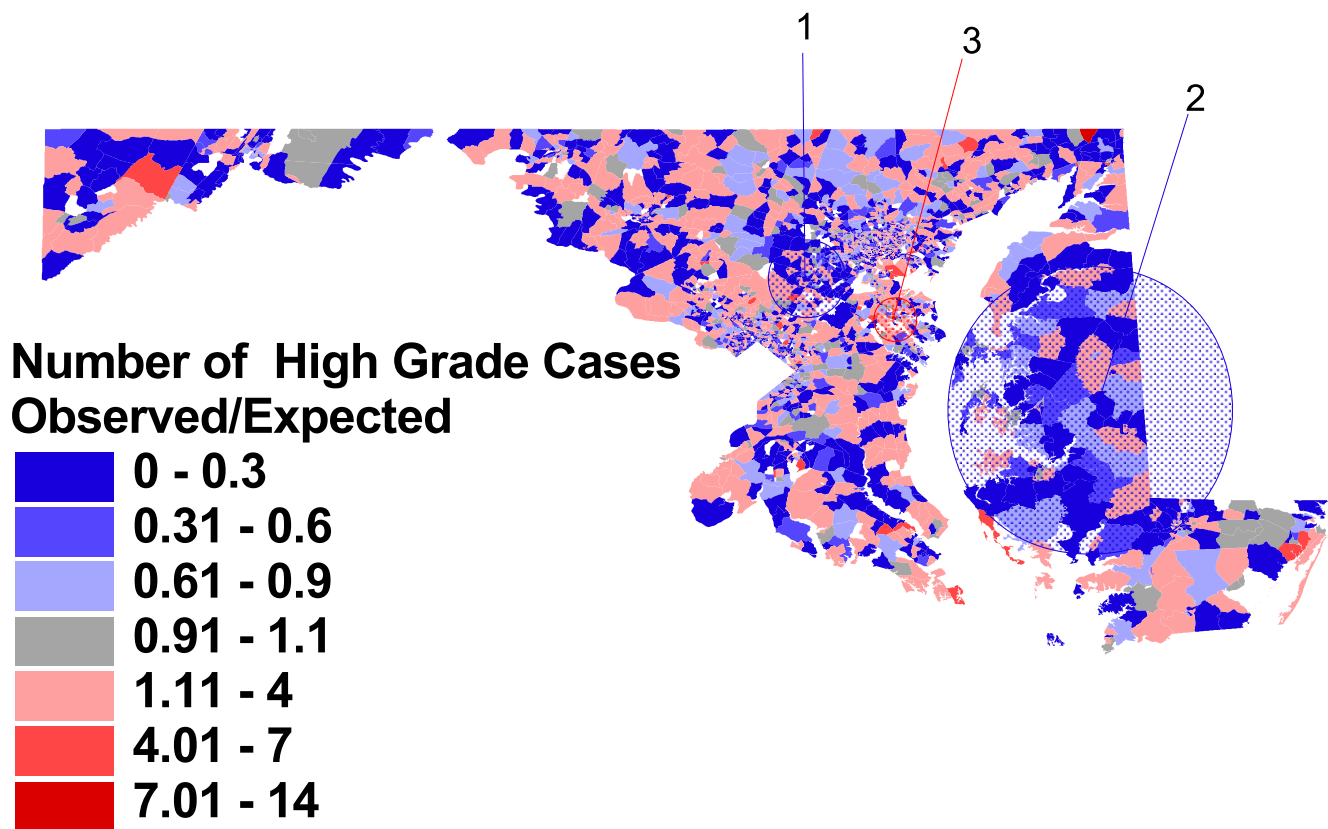 1
3
2
Number of  High Grade Cases
Observed/Expected
0 - 0.3
0.31 - 0.6
0.61 - 0.9
0.91 - 1.1
1.11 - 4
4.01 - 7
7.01 - 14